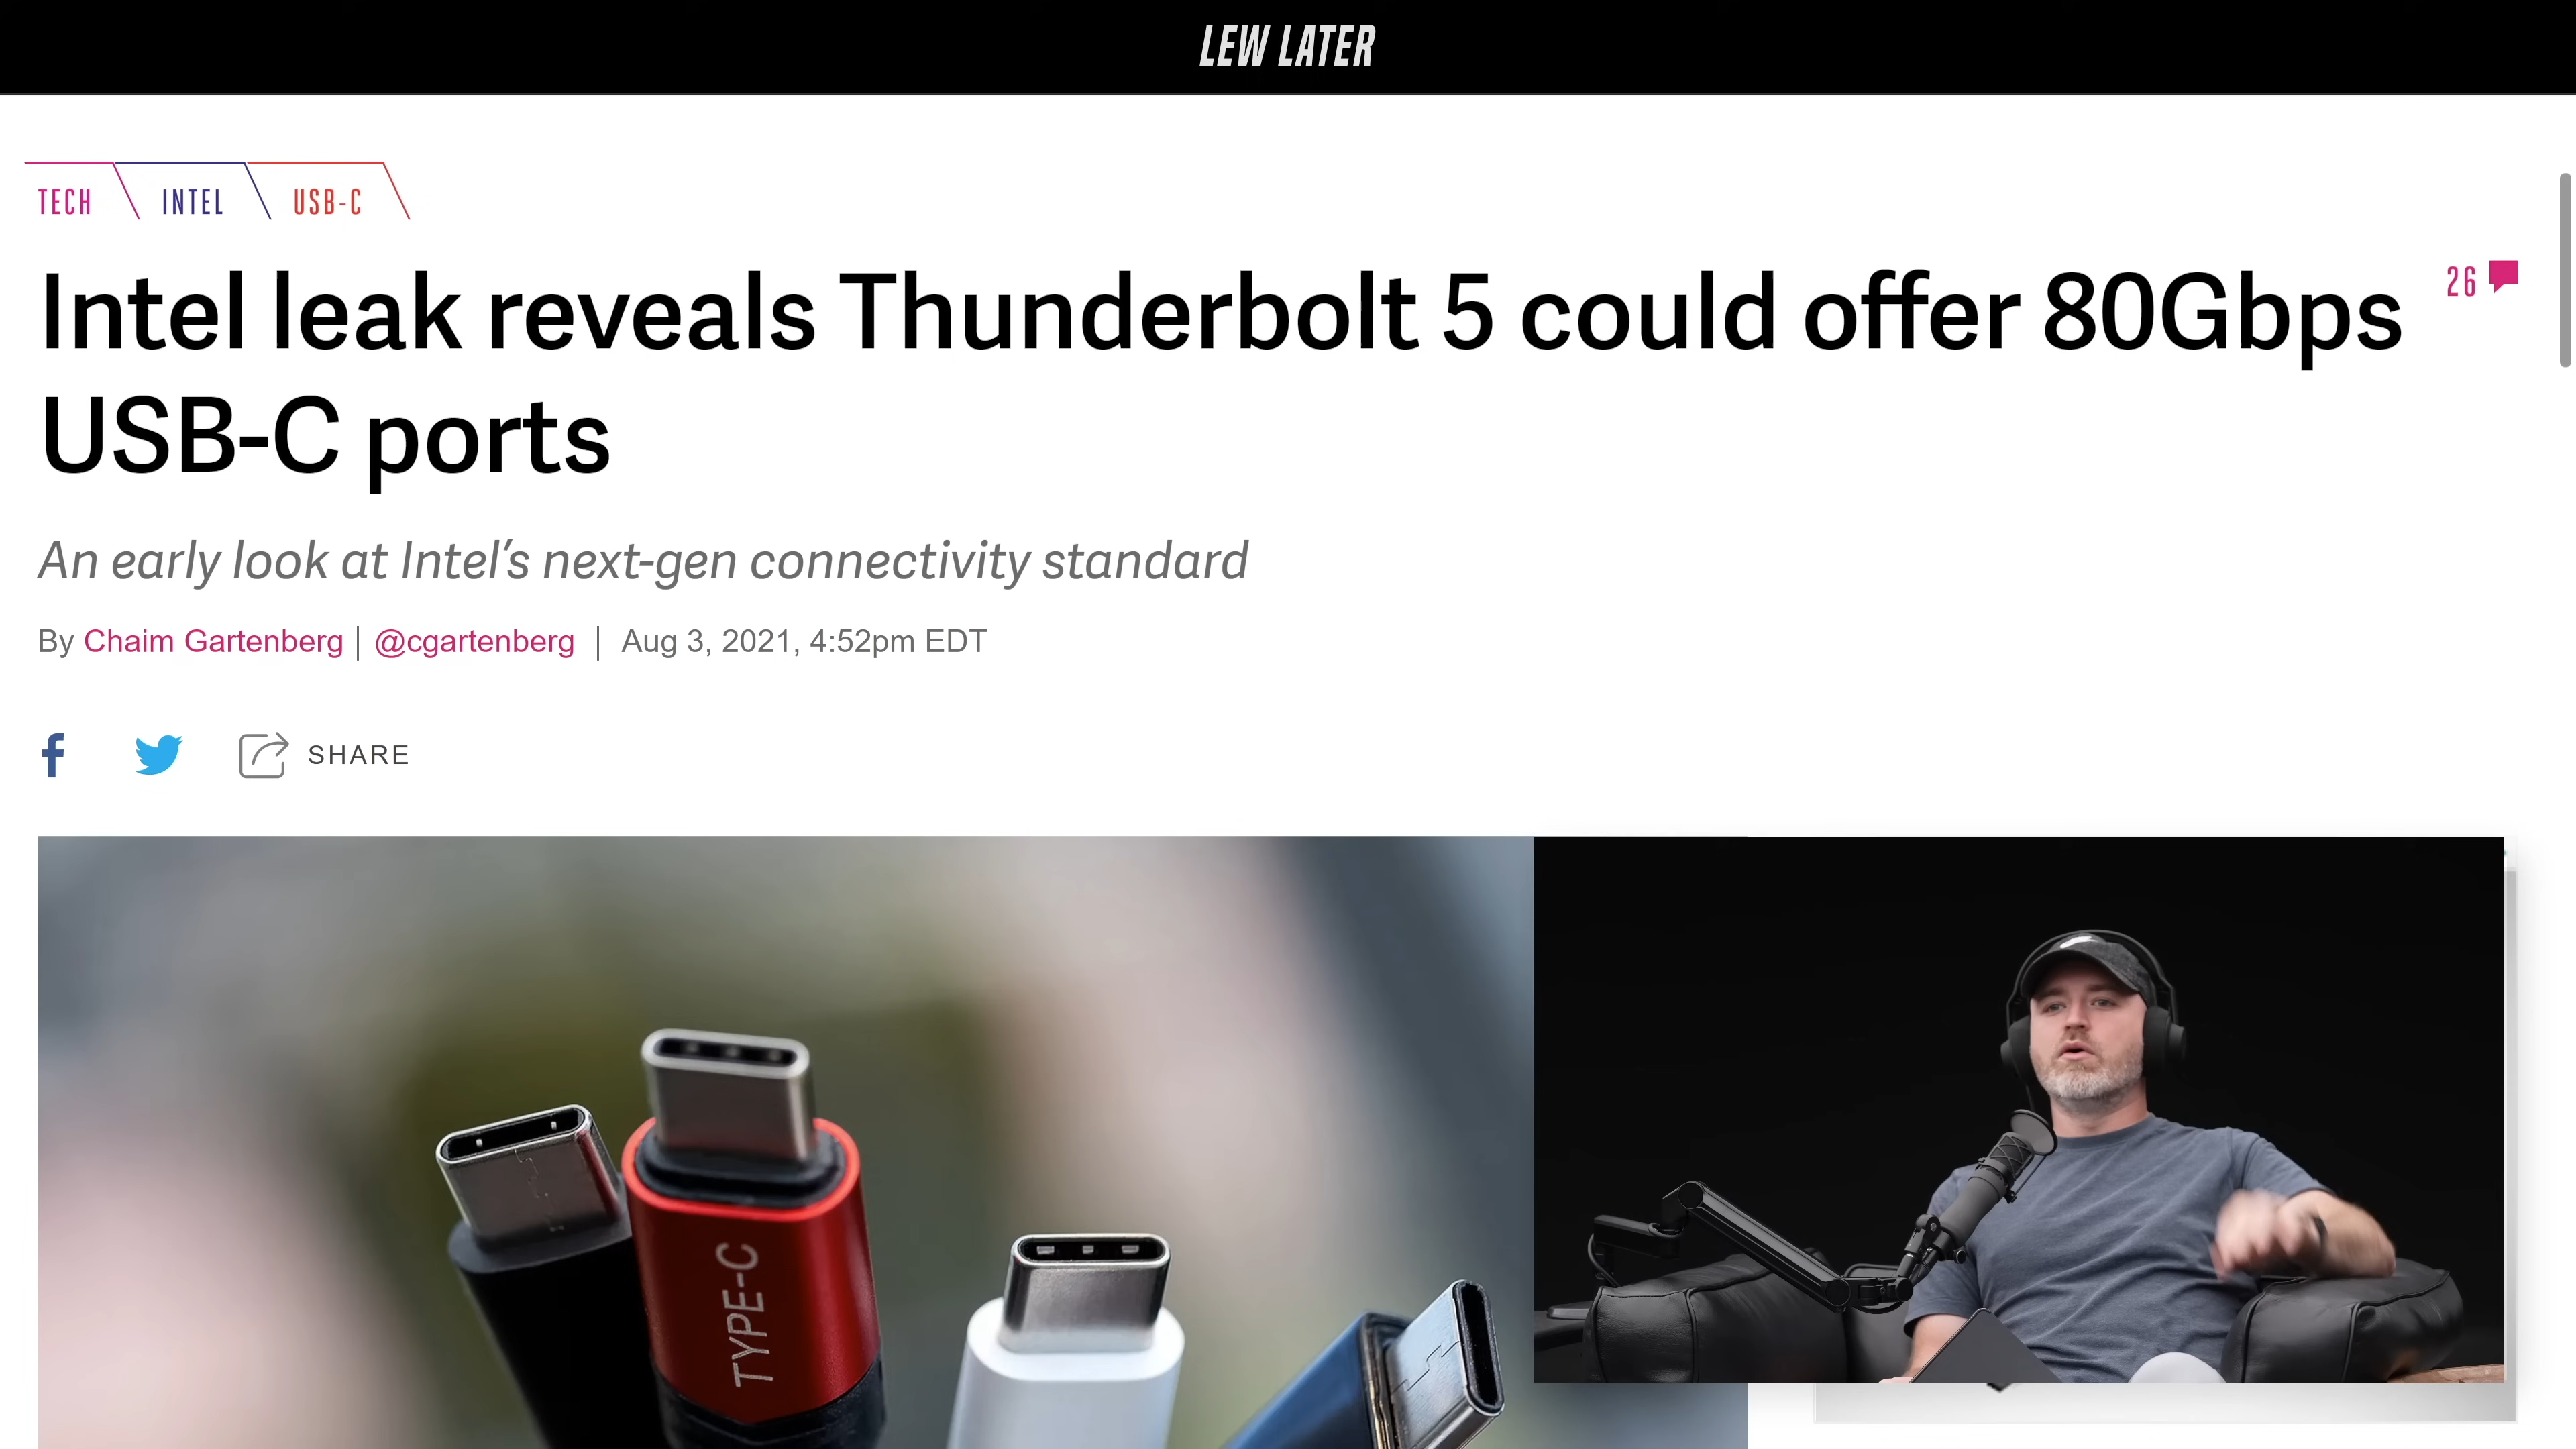 LEW LATER
TECH
INTEL
USB-C
Intel leak reveals Thunderbolt 5 could offer 80Gbps
26
USB-C ports
An early look at Intel’s next-gen connectivity standard
By Chaim Gartenberg | @cgartenberg | Aug 3, 2021, 4:52pm EDT
SHARE
TYPE-C